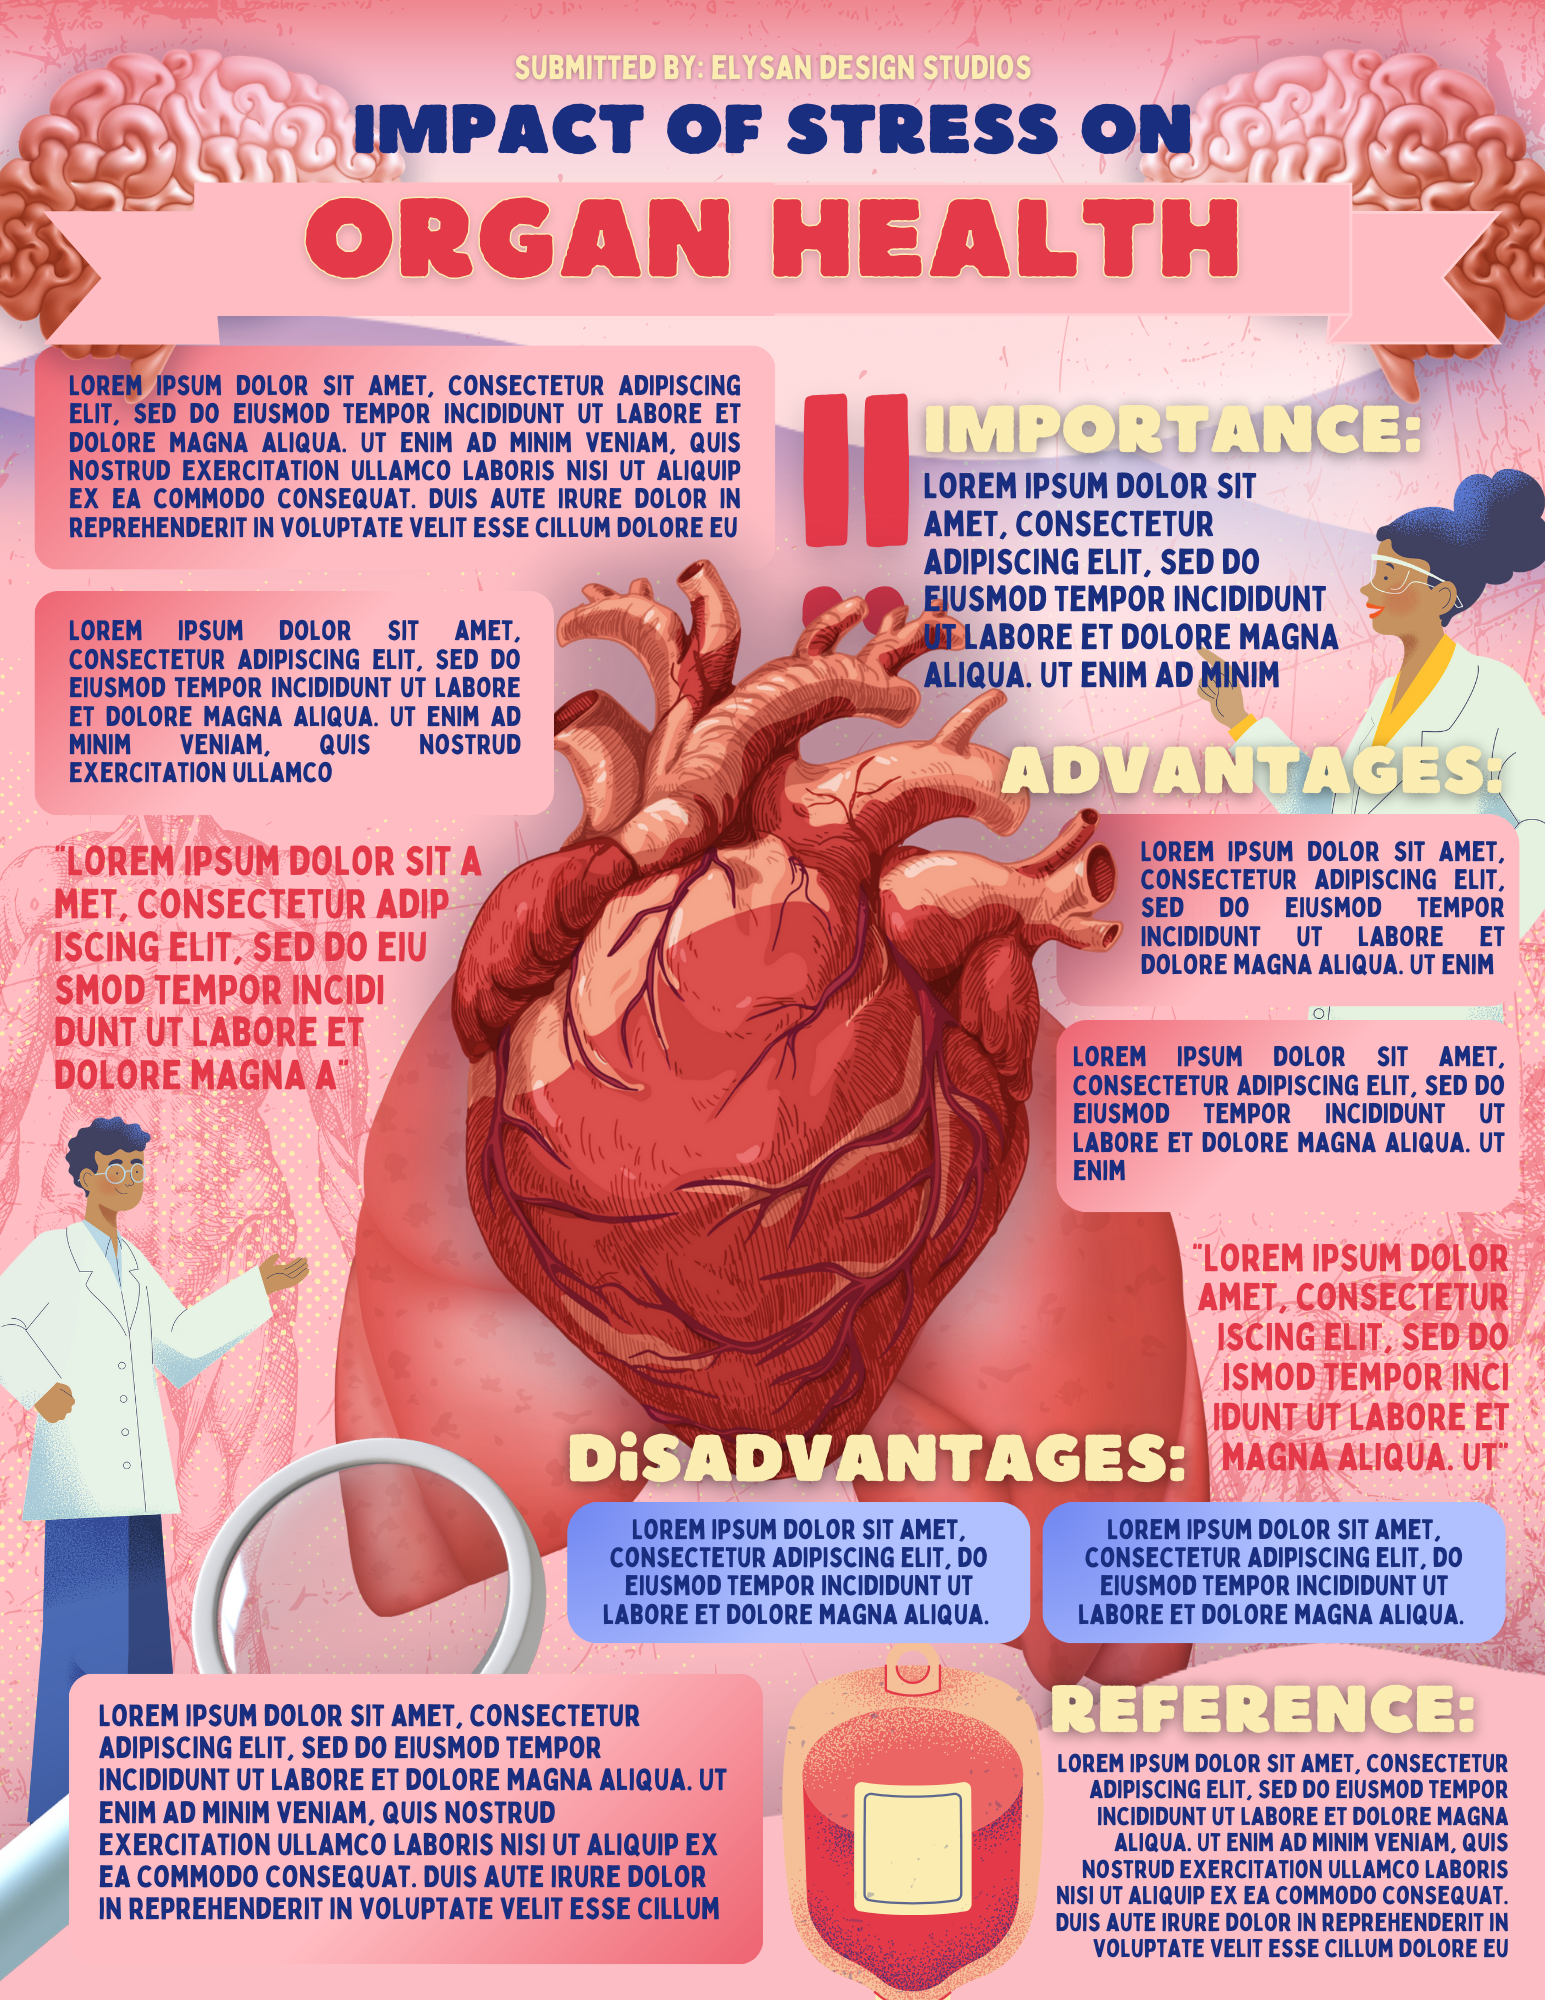 SUBMITTED BY: ELYSAN DESIGN STUDIOS
IMPACT OF STRESS ON
ORGAN HEALTH
LOREM IPSUM DOLOR SIT AMET, CONSECTETUR ADIPISCING
ELIT, SED DO EIUSMOD TEMPOR INCIDIDUNT UT LABORE ET
DOLORE MAGNA ALIQUA. UT ENIM AD MINIM VENIAM, QUIS
NOSTRUD EXERCITATION ULLAMCO LABORIS NISI UT ALIQUIP
EX EA COMMODO CONSEQUAT. DUIS AUTE IRURE DOLOR IN
REPREHENDERIT IN VOLUPTATE VELIT ESSE CILLUM DOLORE EU
!!
IMPORTANCE:
LOREM IPSUM DOLOR SIT
AMET, CONSECTETUR
ADIPISCING ELIT, SED DO
EIUSMOD TEMPOR INCIDIDUNT
UT LABORE ET DOLORE MAGNA
ALIQUA. UT ENIM AD MINIM
LOREM IPSUM DOLOR SIT AMET,
CONSECTETUR ADIPISCING ELIT, SED DO
EIUSMOD TEMPOR INCIDIDUNT UT LABORE
ET DOLORE MAGNA ALIQUA. UT ENIM AD
MINIM VENIAM, QUIS NOSTRUD
EXERCITATION ULLAMCO
ADVANTAGES:
LOREM IPSUM DOLOR SIT AMET,
CONSECTETUR ADIPISCING ELIT,
SED DO EIUSMOD TEMPOR
INCIDIDUNT UT LABORE ET
DOLORE MAGNA ALIQUA. UT ENIM
"LOREM IPSUM DOLOR SIT A
MET, CONSECTETUR ADIP
ISCING ELIT, SED DO EIU
SMOD TEMPOR INCIDI
DUNT UT LABORE ET
DOLORE MAGNA A"
LOREM IPSUM DOLOR SIT AMET,
CONSECTETUR ADIPISCING ELIT, SED DO
EIUSMOD TEMPOR INCIDIDUNT UT
LABORE ET DOLORE MAGNA ALIQUA. UT
ENIM
"LOREM IPSUM DOLOR
AMET, CONSECTETUR
ISCING ELIT, SED DO
ISMOD TEMPOR INCI
IDUNT UT LABORE ET
MAGNA ALIQUA. UT"
DiSADVANTAGES:
LOREM IPSUM DOLOR SIT AMET,
CONSECTETUR ADIPISCING ELIT, DO
EIUSMOD TEMPOR INCIDIDUNT UT
LABORE ET DOLORE MAGNA ALIQUA.
LOREM IPSUM DOLOR SIT AMET,
CONSECTETUR ADIPISCING ELIT, DO
EIUSMOD TEMPOR INCIDIDUNT UT
LABORE ET DOLORE MAGNA ALIQUA.
LOREM IPSUM DOLOR SIT AMET, CONSECTETUR
ADIPISCING ELIT, SED DO EIUSMOD TEMPOR
INCIDIDUNT UT LABORE ET DOLORE MAGNA ALIQUA. UT
ENIM AD MINIM VENIAM, QUIS NOSTRUD
EXERCITATION ULLAMCO LABORIS NISI UT ALIQUIP EX
EA COMMODO CONSEQUAT. DUIS AUTE IRURE DOLOR
IN REPREHENDERIT IN VOLUPTATE VELIT ESSE CILLUM
REFERENCE:
LOREM IPSUM DOLOR SIT AMET, CONSECTETUR
ADIPISCING ELIT, SED DO EIUSMOD TEMPOR
INCIDIDUNT UT LABORE ET DOLORE MAGNA
ALIQUA. UT ENIM AD MINIM VENIAM, QUIS
NOSTRUD EXERCITATION ULLAMCO LABORIS
NISI UT ALIQUIP EX EA COMMODO CONSEQUAT.
DUIS AUTE IRURE DOLOR IN REPREHENDERIT IN
VOLUPTATE VELIT ESSE CILLUM DOLORE EU